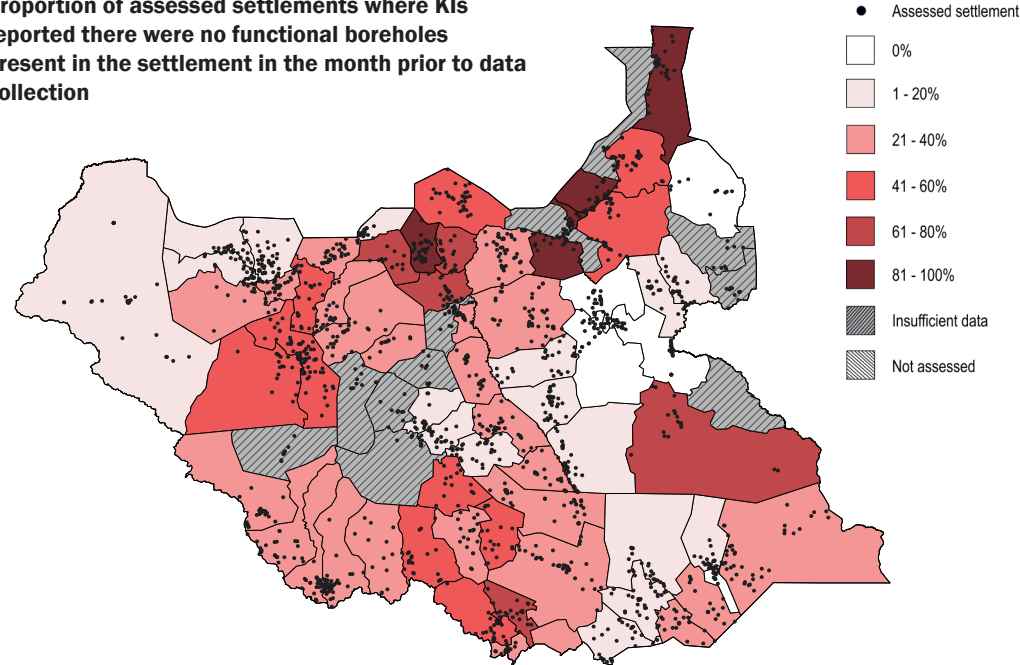 roportion of assessed settlements where KIs
eported there were no functional boreholes
resent in the settlement in the month prior to data
ollection
Assessed settlement
0%
1 - 20%
21 - 40%
41 - 60%
61 - 80%
81 - 100%
Insufficient data
Not assessed